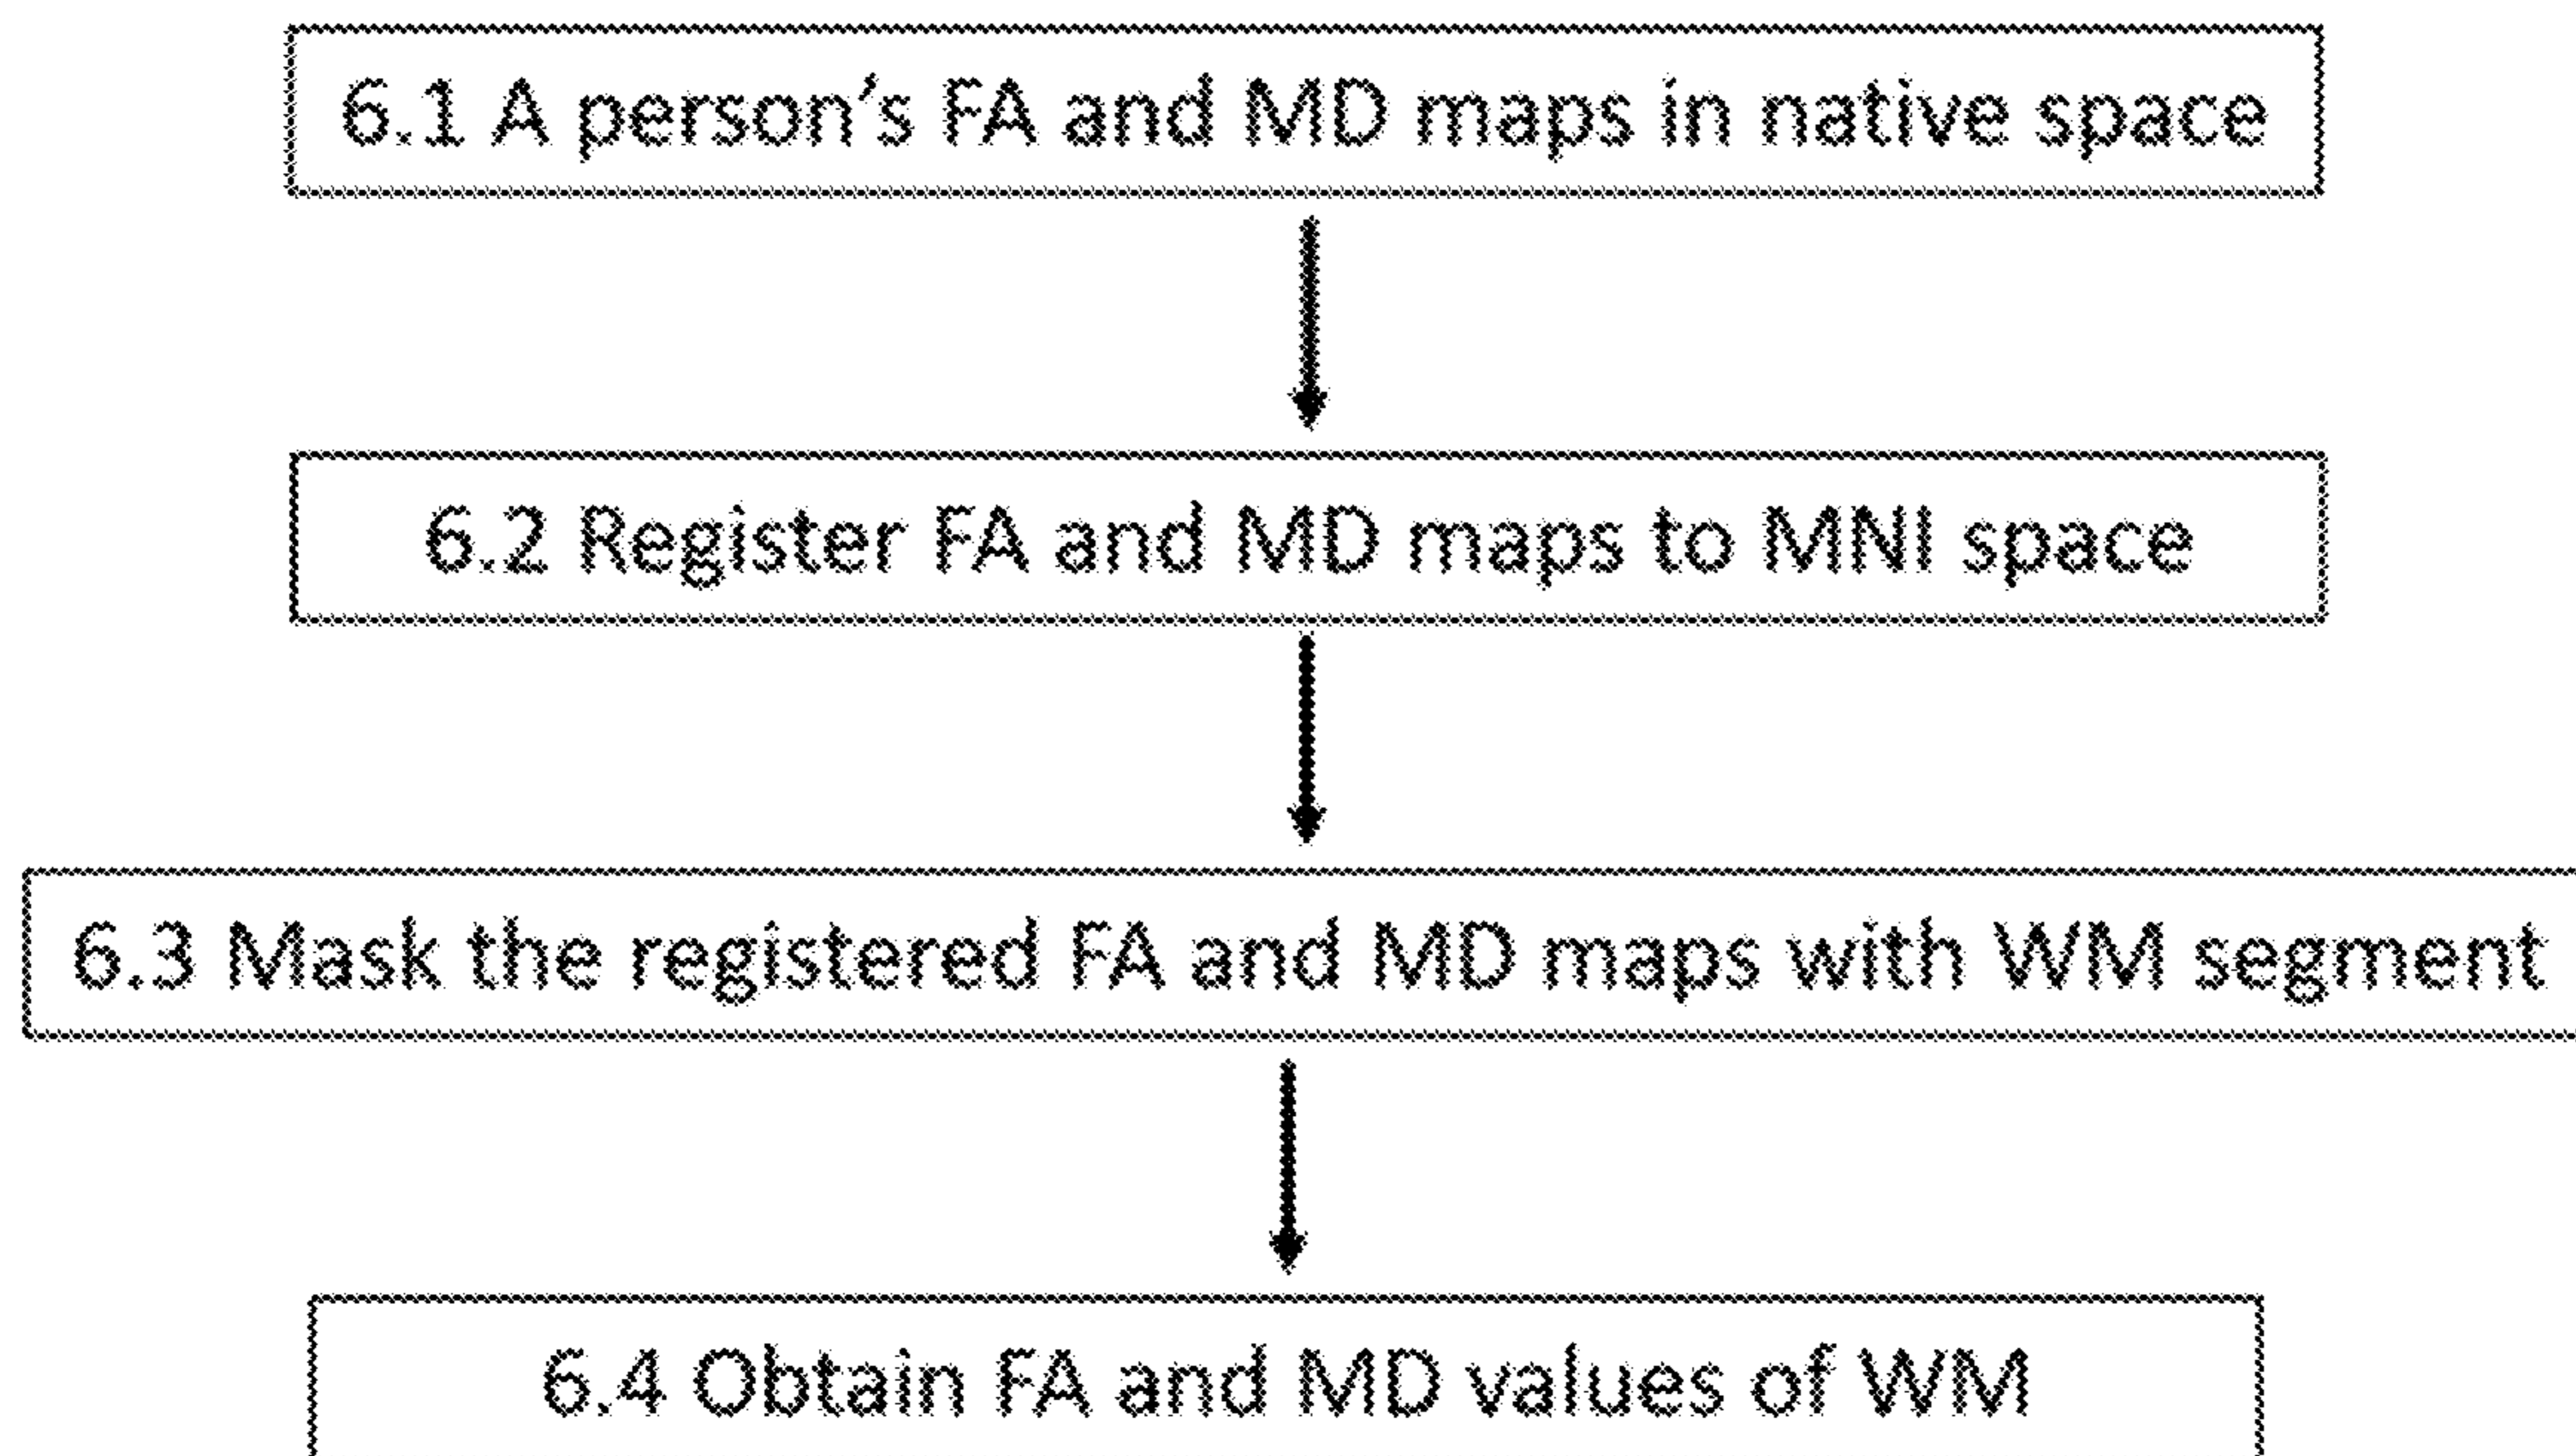 6.1 A person’s FA and MD maps in native space
6.2 Register FA and MD maps to MNI space
6.3 Mask the registered FA and MD maps with WM segment
6.4 Obtain FA and MD values of WM